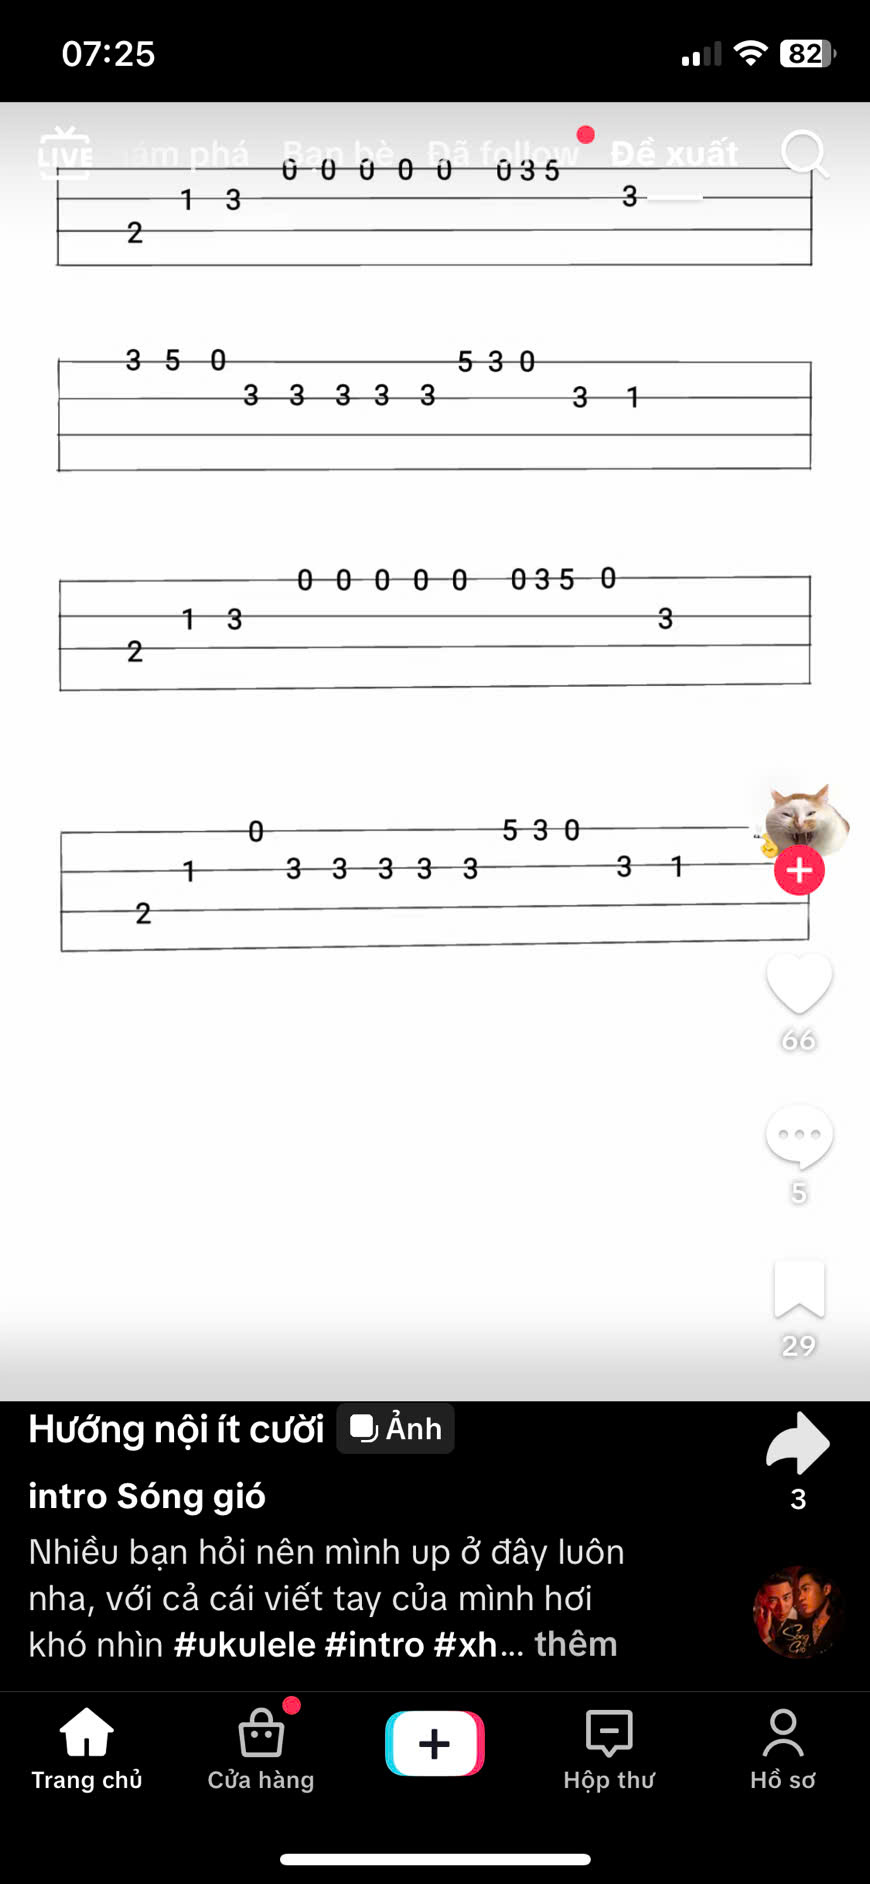 07:25 82
LIVE ám phá Bạn bè Đã follow Đề xuất
0 0 0 0 0 0 3 5
1 3 3
2
3 5 0 5 3 0
3 3 3 3 3 3 1
0 0 0 0 0 0 3 5 0
1 3 3
2
0 5 3 0
1 3 3 3 3 3 3 1
2
66
5
29
Hướng nội ít cười Ảnh
intro Sóng gió
3
Nhiều bạn hỏi nên mình up ở đây luôn
nha, với cả cái viết tay của mình hơi
khó nhìn #ukulele #intro #xh... thêm
Sóng Gió
Trang chủ Cửa hàng Hộp thư Hồ sơ